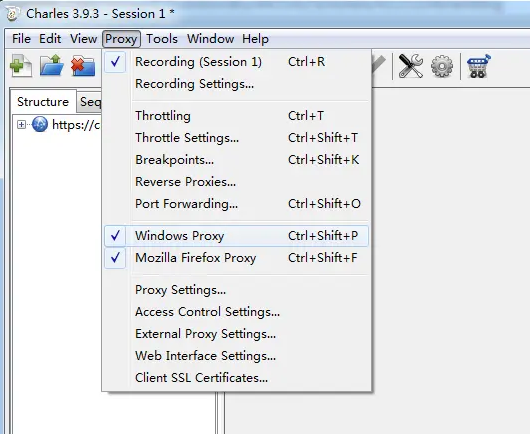 Charles 3.9.3 - Session 1 *
File Edit View Proxy Tools Window Help
Recording (Session 1) Ctrl+R
Recording Settings...
Structure Seq
https://c
Throttling Ctrl+T
Throttle Settings... Ctrl+Shift+T
Breakpoints... Ctrl+Shift+K
Reverse Proxies...
Port Forwarding... Ctrl+Shift+O
Windows Proxy Ctrl+Shift+P
Mozilla Firefox Proxy Ctrl+Shift+F
Proxy Settings...
Access Control Settings...
External Proxy Settings...
Web Interface Settings...
Client SSL Certificates...